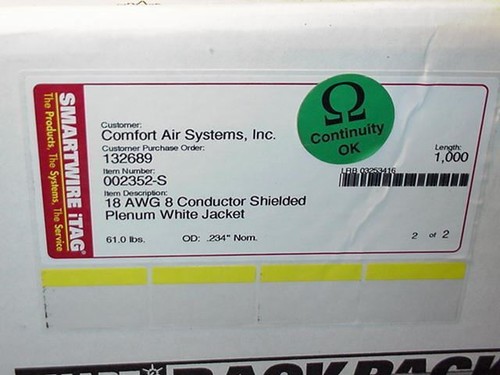 SMARTWIRE iTAG
The Products, The Systems, The Service
Customer:
Comfort Air Systems, Inc.
Customer Purchase Order:
132689
Item Number:
002352-S
Item Description:
18 AWG 8 Conductor Shielded
Plenum White Jacket
61.0 lbs. OD: .234" Nom.
Ω
Continuity
OK
Length:
1,000
LRB 03253416
2 of 2